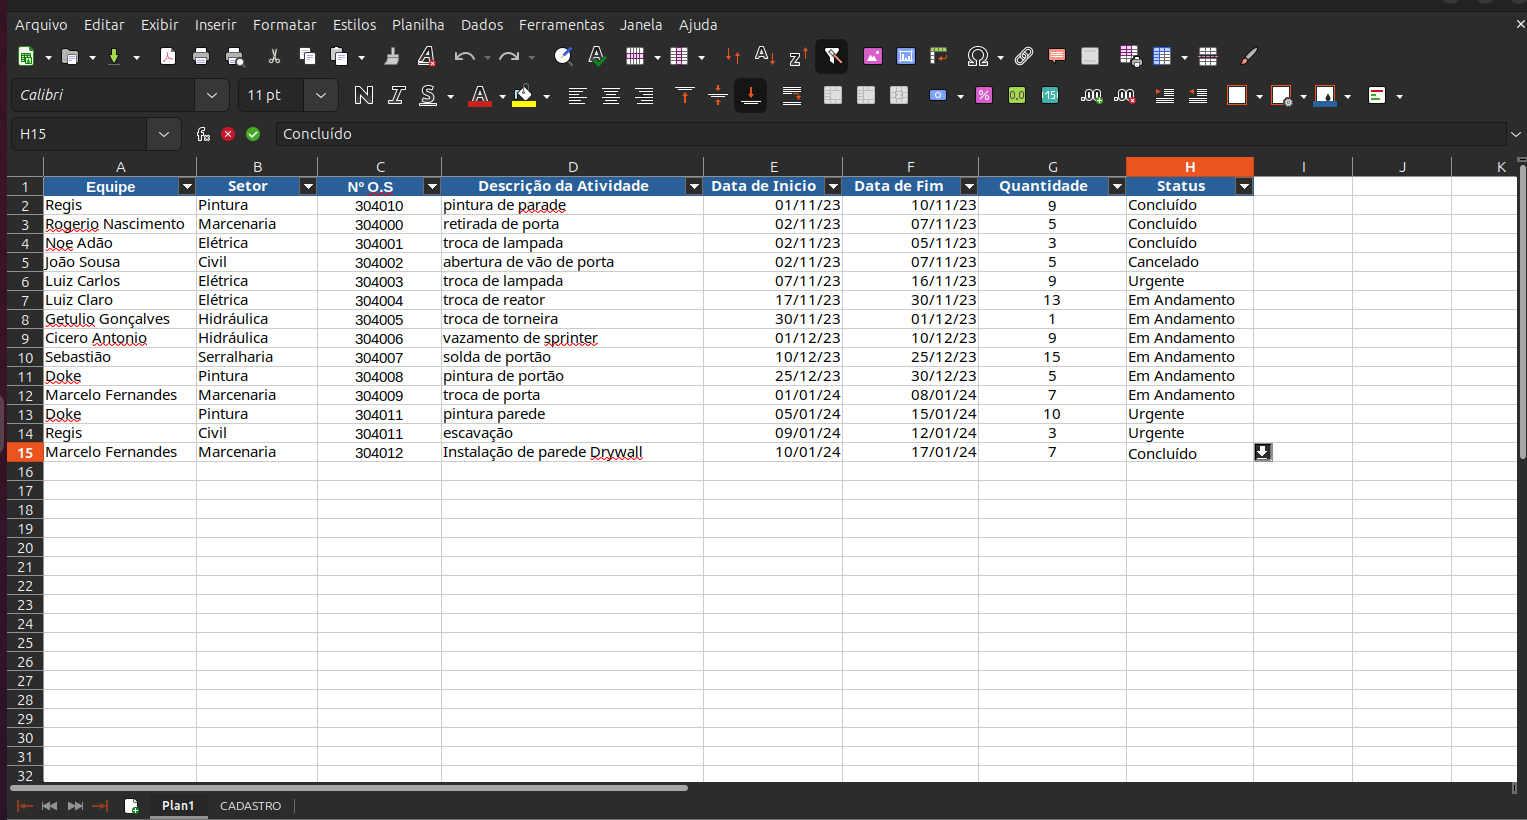 Arquivo Editar Exibir Inserir Formatar Estilos Planilha Dados Ferramentas Janela Ajuda
Calibri 11 pt N I S
H15 Concluído
A B C D E F G H I J K
1 Equipe Setor Nº O.S Descrição da Atividade Data de Inicio Data de Fim Quantidade Status
2 Regis Pintura 304010 pintura de parade 01/11/23 10/11/23 9 Concluído
3 Rogerio Nascimento Marcenaria 304000 retirada de porta 02/11/23 07/11/23 5 Concluído
4 Noe Adão Elétrica 304001 troca de lampada 02/11/23 05/11/23 3 Concluído
5 João Sousa Civil 304002 abertura de vão de porta 02/11/23 07/11/23 5 Cancelado
6 Luiz Carlos Elétrica 304003 troca de lampada 07/11/23 16/11/23 9 Urgente
7 Luiz Claro Elétrica 304004 troca de reator 17/11/23 30/11/23 13 Em Andamento
8 Getulio Gonçalves Hidráulica 304005 troca de torneira 30/11/23 01/12/23 1 Em Andamento
9 Cicero Antonio Hidráulica 304006 vazamento de sprinter 01/12/23 10/12/23 9 Em Andamento
10 Sebastião Serralharia 304007 solda de portão 10/12/23 25/12/23 15 Em Andamento
11 Doke Pintura 304008 pintura de portão 25/12/23 30/12/23 5 Em Andamento
12 Marcelo Fernandes Marcenaria 304009 troca de porta 01/01/24 08/01/24 7 Em Andamento
13 Doke Pintura 304011 pintura parede 05/01/24 15/01/24 10 Urgente
14 Regis Civil 304011 escavação 09/01/24 12/01/24 3 Urgente
15 Marcelo Fernandes Marcenaria 304012 Instalação de parede Drywall 10/01/24 17/01/24 7 Concluído
16
17
18
19
20
21
22
23
24
25
26
27
28
29
30
31
32
Plan1 CADASTRO